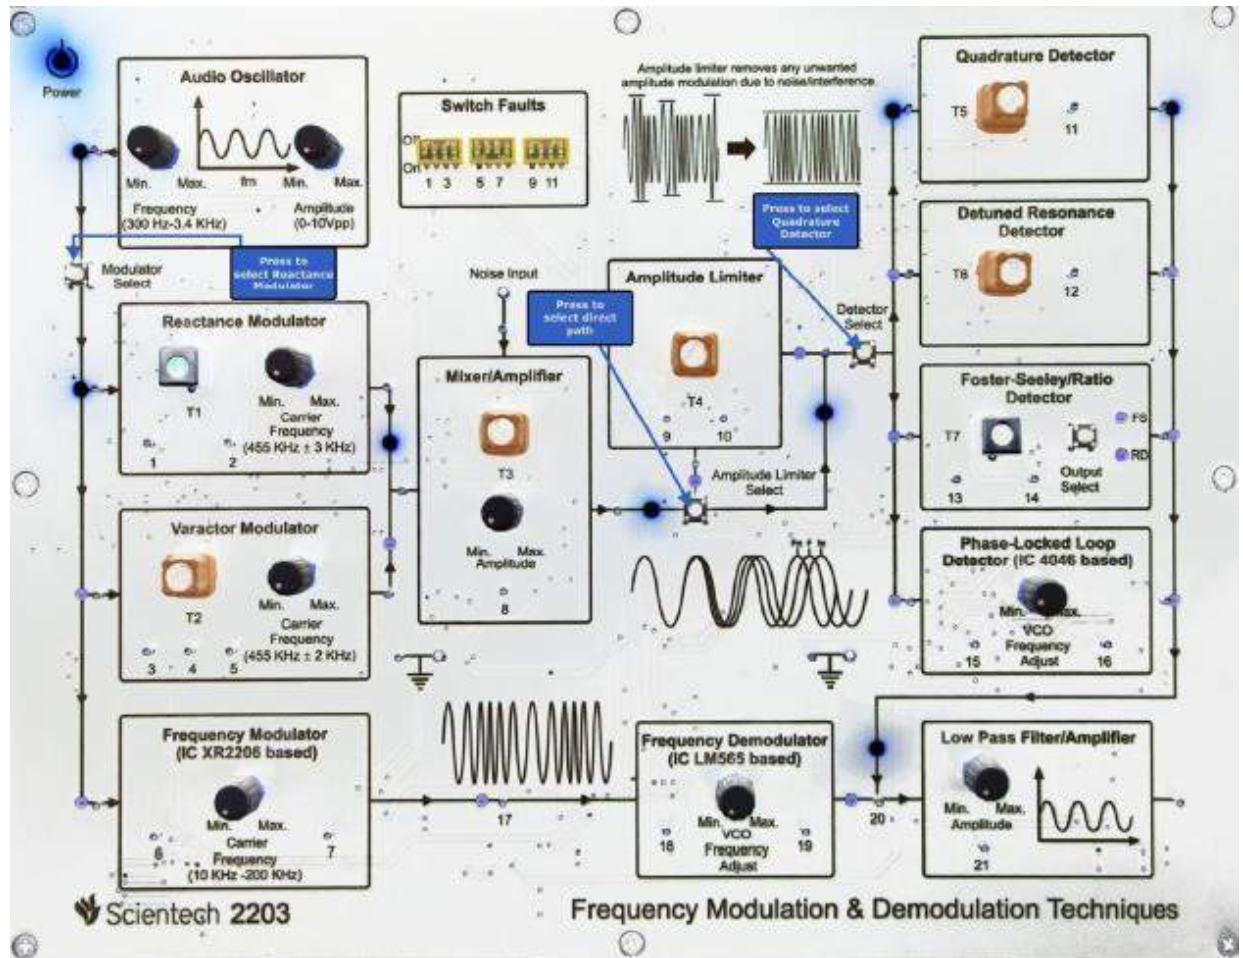 Power
Audio Oscillator
Min. Max. fm Min. Max.
Frequency
(300 Hz-3.4 KHz)
Amplitude
(0-10Vpp)
Switch Faults
Off
On
1 3 5 7 9 11
Amplitude limiter removes any unwanted
amplitude modulation due to noise/interference.
Quadrature Detector
T5
11
Press to select
Quadrature
Detector
Detuned Resonance
Detector
T6
12
Press to
select Reactance
Modulator
Modulator
Select
Noise Input
Press to
select direct
path
Amplitude Limiter
T4
9 10
Detector
Select
Reactance Modulator
T1
Min. Max.
Carrier
Frequency
(455 KHz ± 3 KHz)
1 2
Mixer/Amplifier
T3
Min. Max.
Amplitude
8
Amplitude Limiter
Select
Foster-Seeley/Ratio
Detector
T7
FS
RD
Output
Select
13 14
Varactor Modulator
T2
Min. Max.
Carrier
Frequency
(455 KHz ± 2 KHz)
3 4 5
Phase-Locked Loop
Detector (IC 4046 based)
Min. Max.
VCO
Frequency
Adjust
15 16
Frequency Modulator
(IC XR2206 based)
Min. Max.
Carrier
Frequency
(10 KHz -200 KHz)
6 7
17
Frequency Demodulator
(IC LM565 based)
Min. Max.
VCO
Frequency
Adjust
18 19
20
Low Pass Filter/Amplifier
Min. Max.
Amplitude
21
Scientech 2203
Frequency Modulation & Demodulation Techniques